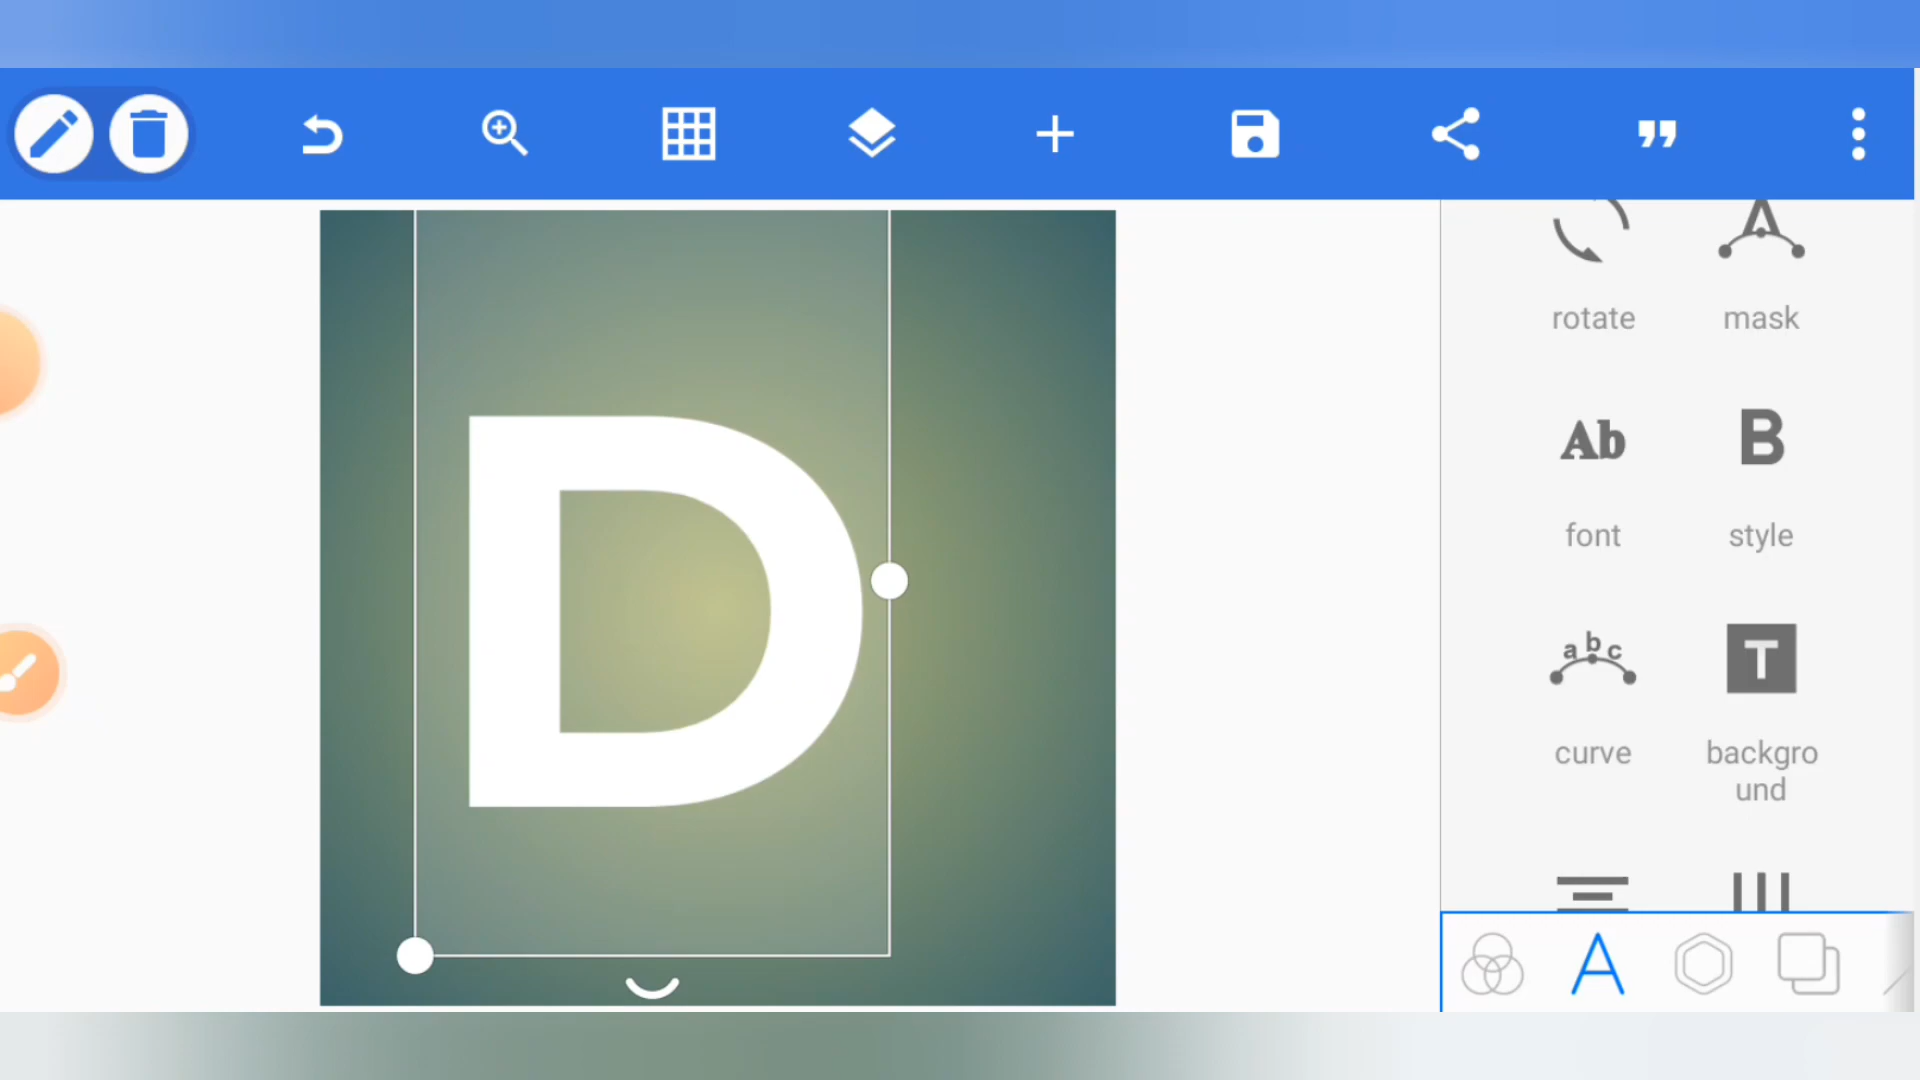 rotate
mask
Ab
B
font
style
D
abc
T
curve
backgro
und
A